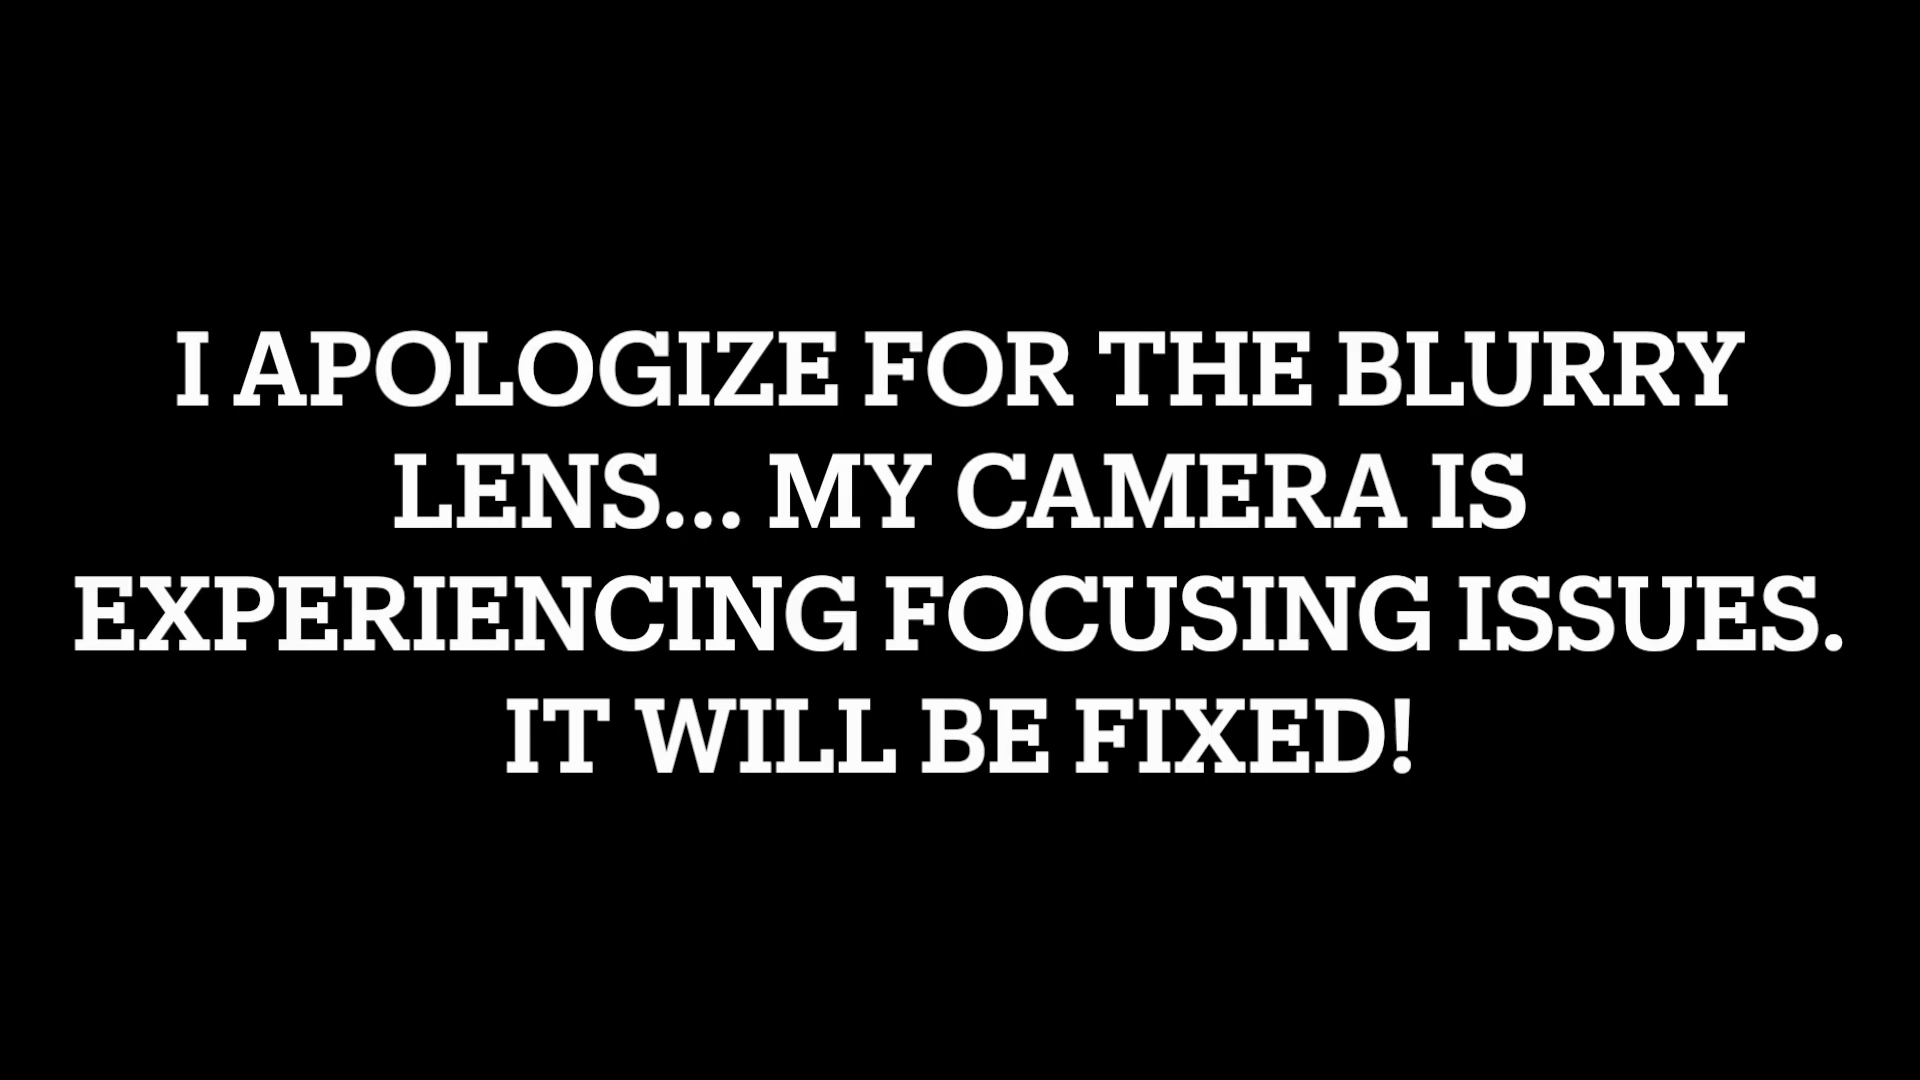 I APOLOGIZE FOR THE BLURRY
LENS... MY CAMERA IS
EXPERIENCING FOCUSING ISSUES.
IT WILL BE FIXED!